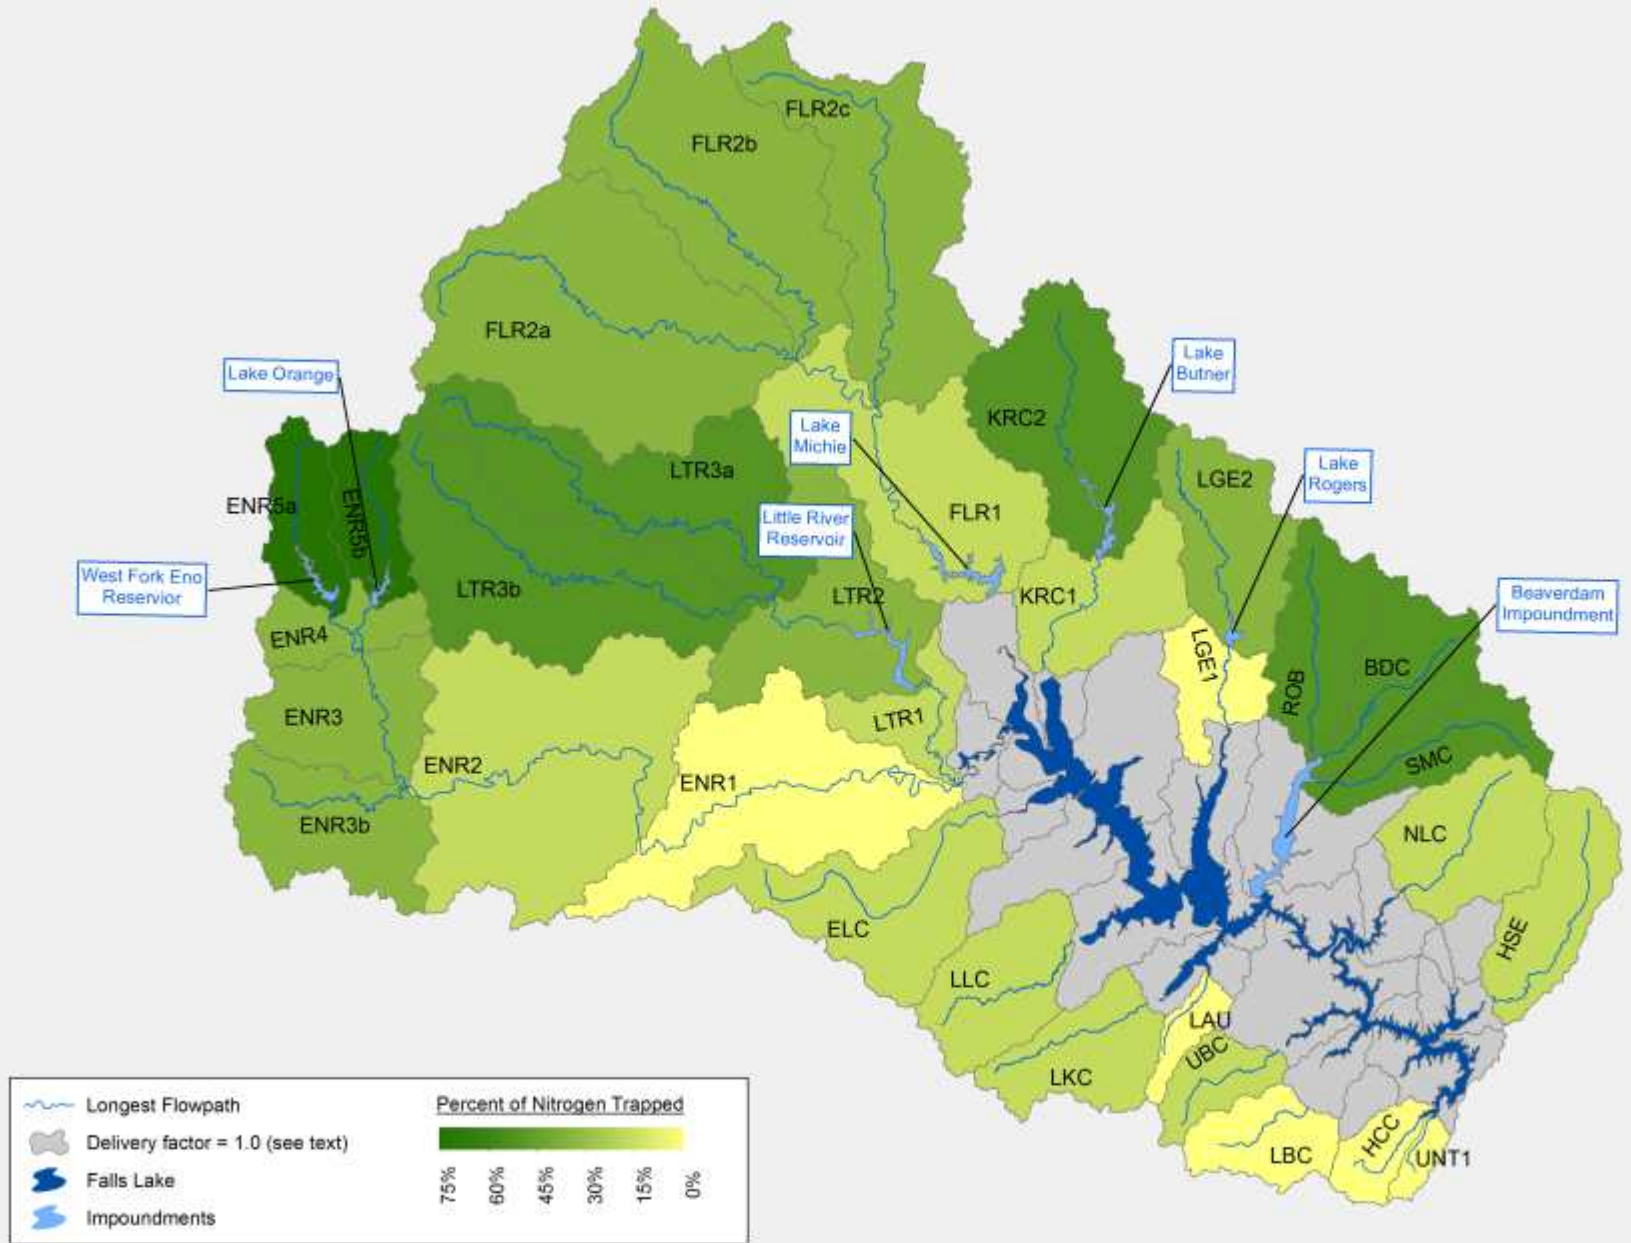 FLR2c
FLR2b
FLR2a
Lake Orange
Lake
Butner
KRC2
Lake
Michie
LTR3a
LGE2
Lake
Rogers
ENR5a
ENR5b
FLR1
Little River
Reservoir
West Fork Eno
Reservior
LTR3b
LTR2
KRC1
Beaverdam
Impoundment
ENR4
LGE1
BDC
ROB
ENR3
LTR1
ENR2
ENR1
SMC
ENR3b
NLC
ELC
HSE
LLC
LAU
UBC
LKC
HCC
LBC
UNT1
Longest Flowpath
Delivery factor = 1.0 (see text)
Falls Lake
Impoundments
Percent of Nitrogen Trapped
75% 60% 45% 30% 15% 0%